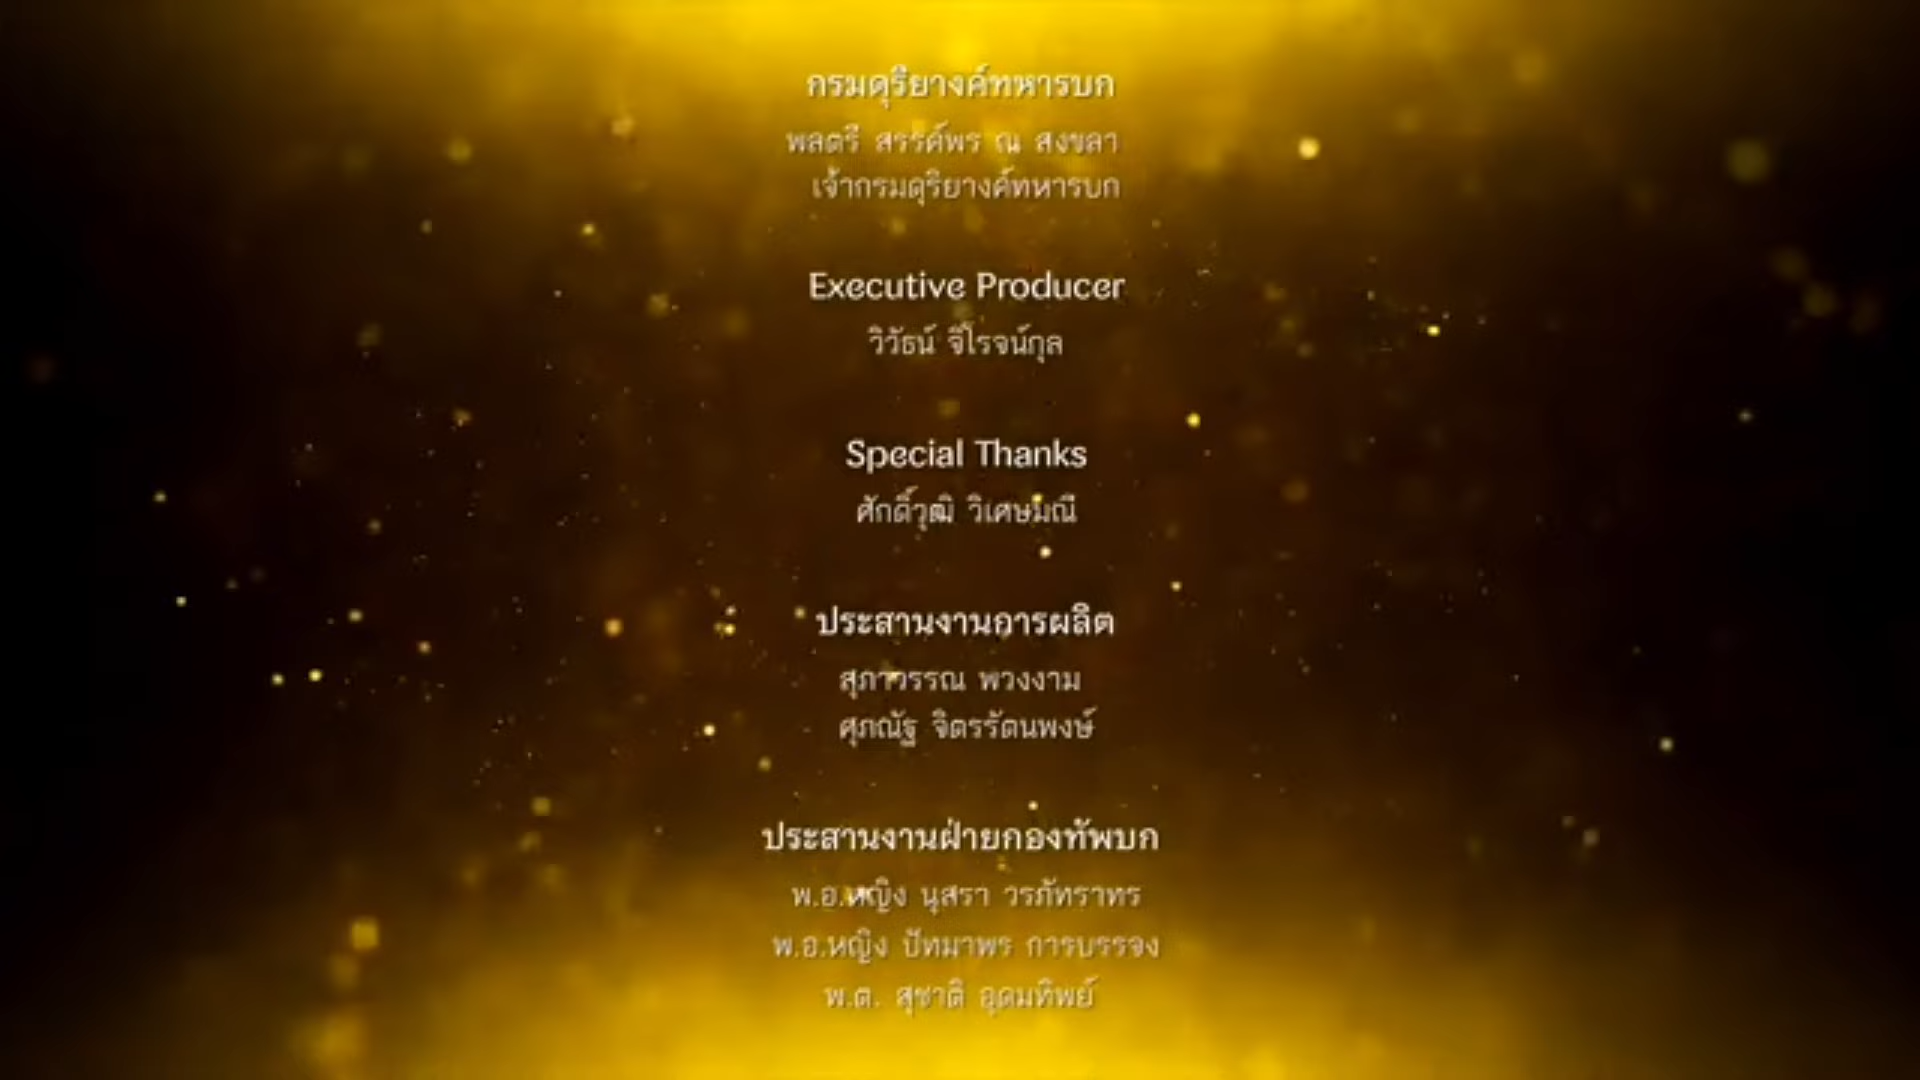 กรมดุริยางค์ทหารบก
พลตรี สรรค์พร ณ สงขลา
เจ้ากรมดุริยางค์ทหารบก
Executive Producer
วิวัธน์ จิโรจน์กุล
Special Thanks
ศักดิ์วุฒิ วิเศษมณี
ประสานงานการผลิต
สุภาวรรณ พวงงาม
ศุภณัฐ จิตรรัตนพงษ์
ประสานงานฝ่ายกองทัพบก
พ.อ.หญิง นุสรา วรภัทราทร
พ.อ.หญิง ปัทมาพร การบรรจง
พ.ต. สุชาติ อุดมทิพย์